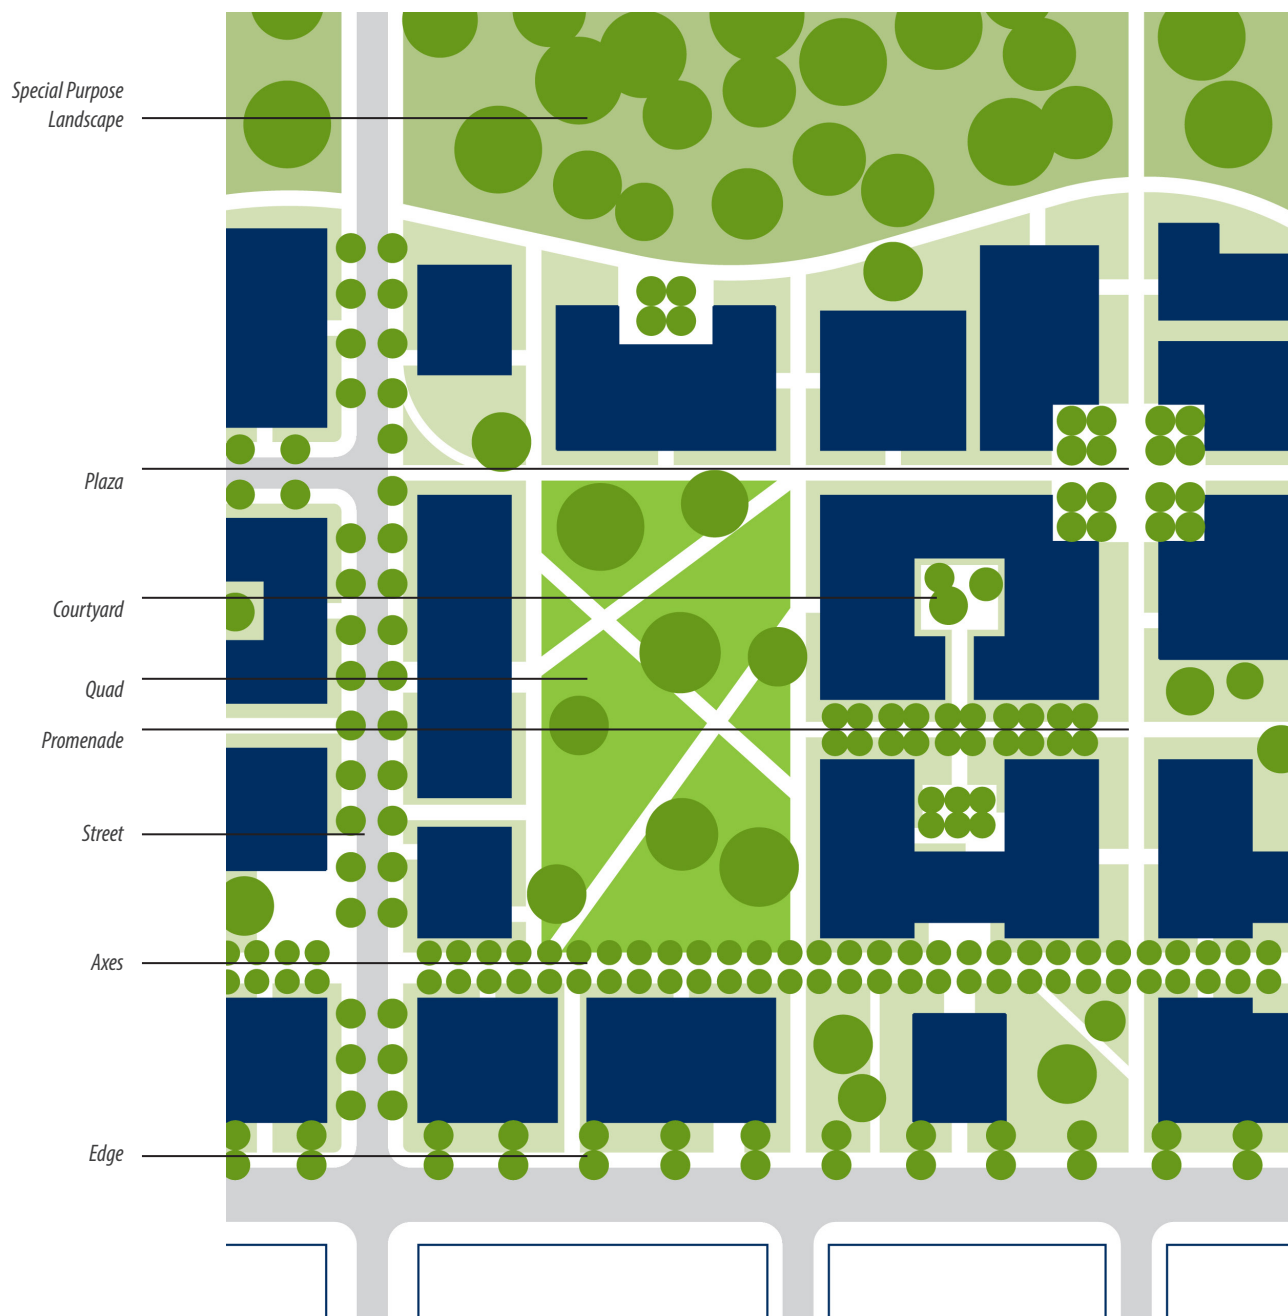 Special Purpose
Landscape
Plaza
Courtyard
Quad
Promenade
Street
Axes
Edge